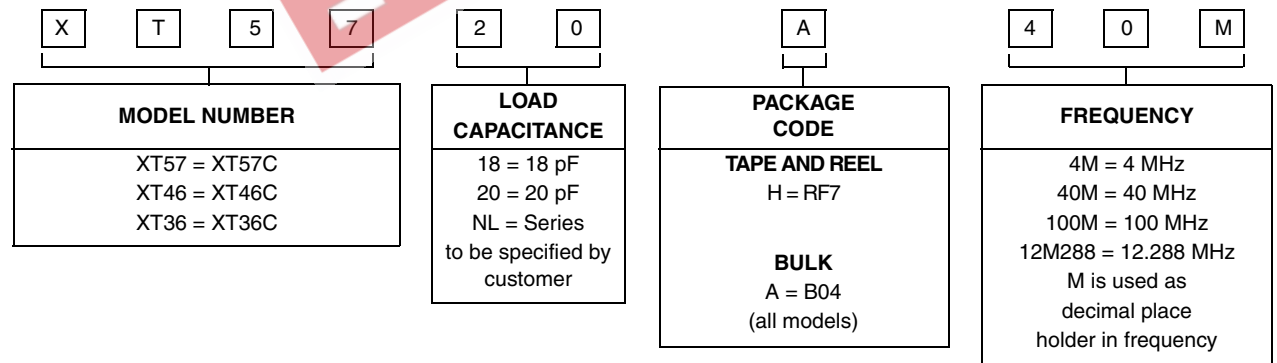 X T 5 7 2 0 A 4 0 M
MODEL NUMBER
XT57 = XT57C
XT46 = XT46C
XT36 = XT36C
LOAD
CAPACITANCE
18 = 18 pF
20 = 20 pF
NL = Series
to be specified by
customer
PACKAGE
CODE
TAPE AND REEL
H = RF7
BULK
A = B04
(all models)
FREQUENCY
4M = 4 MHz
40M = 40 MHz
100M = 100 MHz
12M288 = 12.288 MHz
M is used as
decimal place
holder in frequency